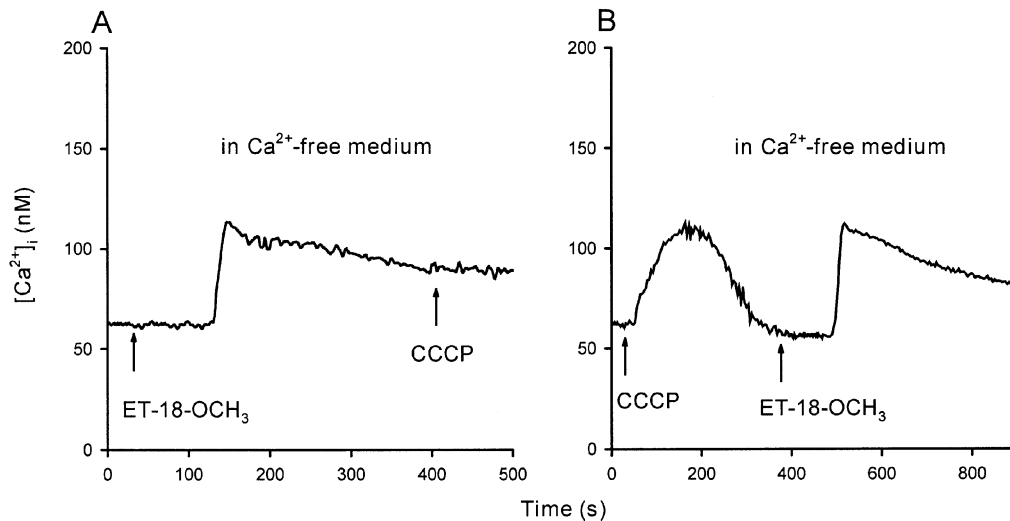 A
B
200
150
100
50
0
[Ca²⁺]ᵢ (nM)
in Ca²⁺-free medium
ET-18-OCH₃
CCCP
0 100 200 300 400 500
200
150
100
50
0
in Ca²⁺-free medium
CCCP
ET-18-OCH₃
0 200 400 600 800
Time (s)